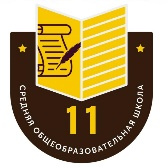 СРЕДНЯЯ ОБЩЕОБРАЗОВАТЕЛЬНАЯ ШКОЛА
11